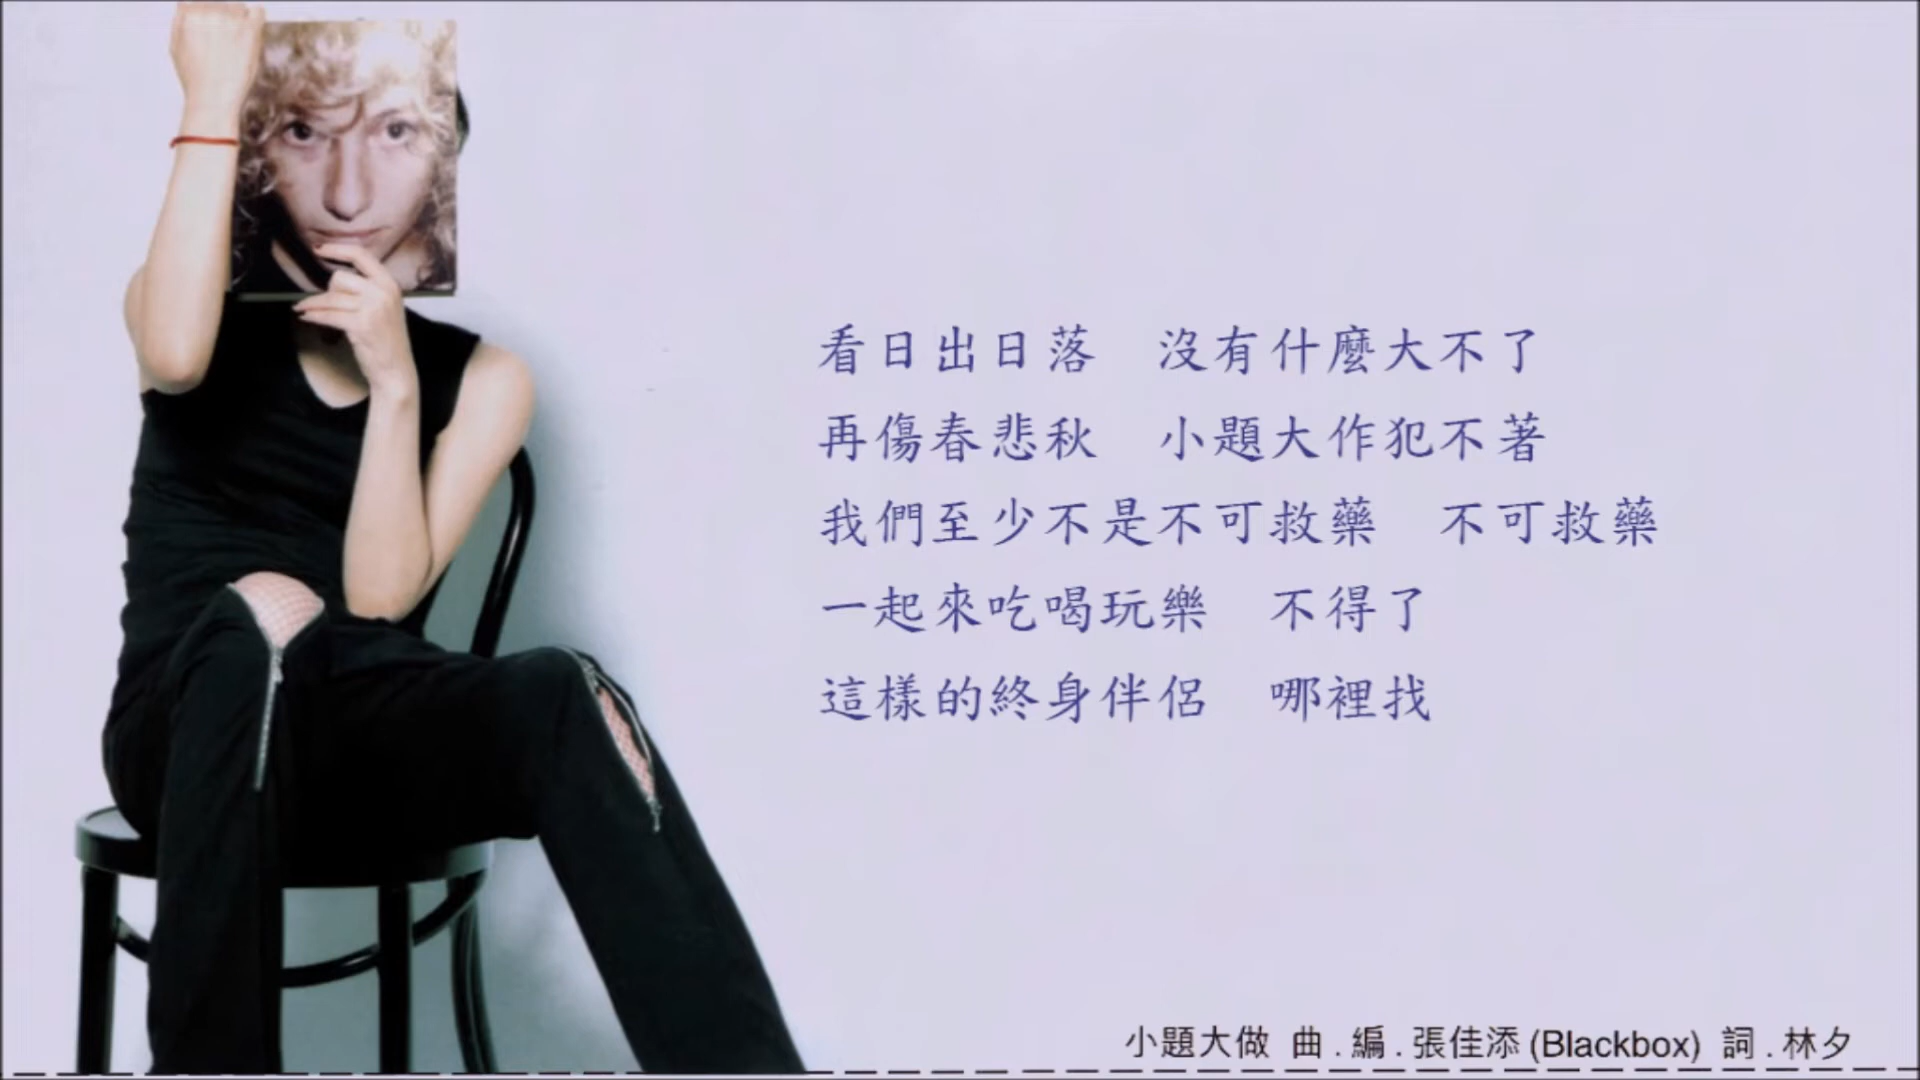 看日出日落　沒有什麼大不了
再傷春悲秋　小題大作犯不著
我們至少不是不可救藥　不可救藥
一起來吃喝玩樂　不得了
這樣的終身伴侶　哪裡找
小題大做 曲.編.張佳添(Blackbox) 詞.林夕